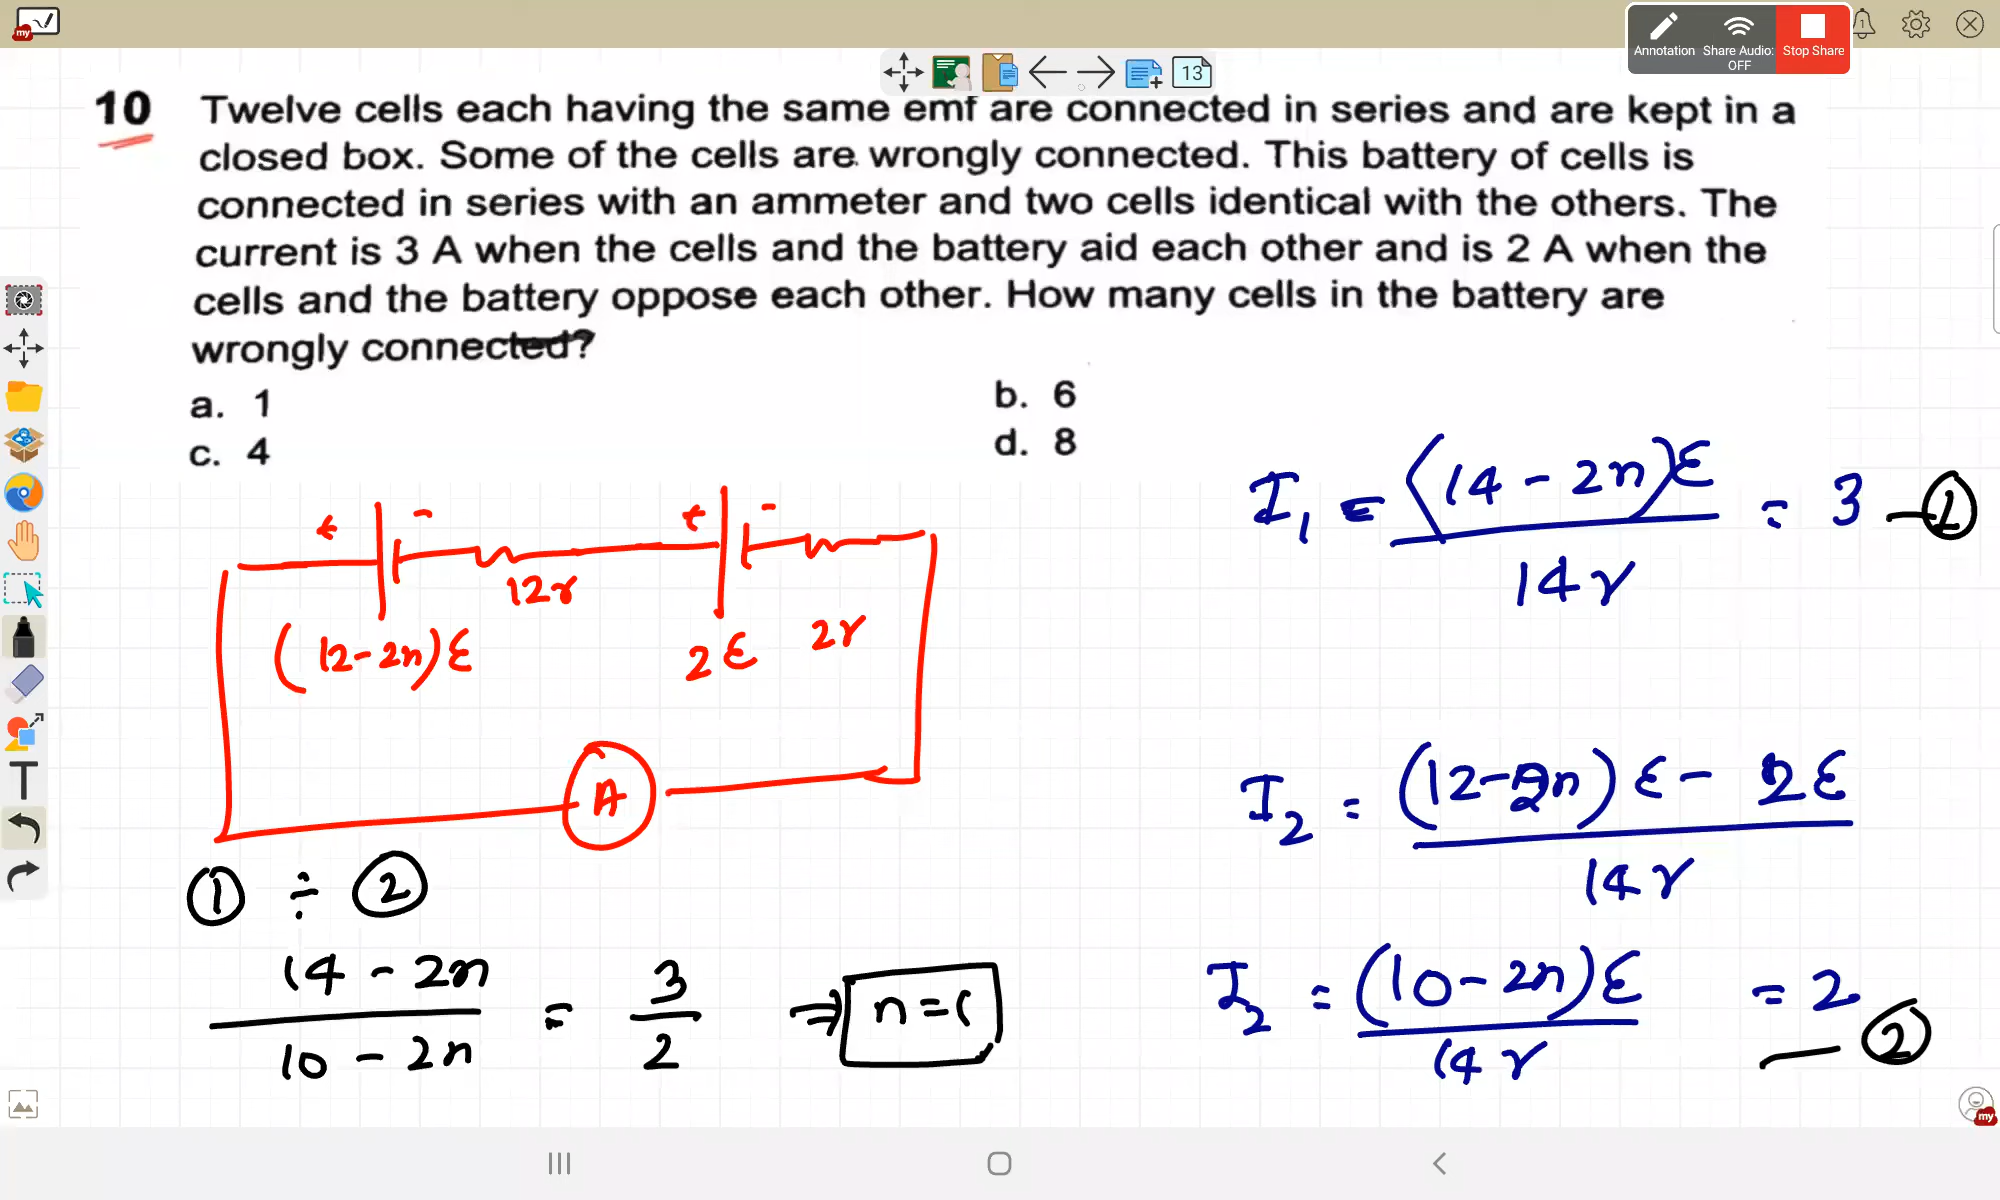 Annotation
Share Audio: OFF
Stop Share
1
13
my
10 Twelve cells each having the same emf are connected in series and are kept in a
closed box. Some of the cells are wrongly connected. This battery of cells is
connected in series with an ammeter and two cells identical with the others. The
current is 3 A when the cells and the battery aid each other and is 2 A when the
cells and the battery oppose each other. How many cells in the battery are
wrongly connected?
a. 1
b. 6
c. 4
d. 8
+ - + -
12r
(12-2n)ε
2ε 2r
A
I₁ = (14-2n)ε / 14r = 3 — ①
I₂ = (12-2n)ε - 2ε / 14r
I₂ = (10-2n)ε / 14r = 2 — ②
① ÷ ②
14-2n / 10-2n = 3/2 ⇒ n=1
T
my